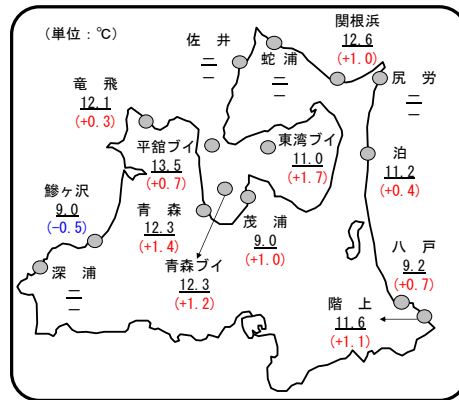 (単位：℃)
佐井
－
－
蛇浦
－
－
関根浜
12.6
(+1.0)
尻労
－
－
竜飛
12.1
(+0.3)
平舘ブイ
13.5
(+0.7)
東湾ブイ
11.0
(+1.7)
泊
11.2
(+0.4)
鰺ヶ沢
9.0
(−0.5)
青森
12.3
(+1.4)
茂浦
9.0
(+1.0)
八戸
9.2
(+0.7)
深浦
－
－
青森ブイ
12.3
(+1.2)
階上
11.6
(+1.1)